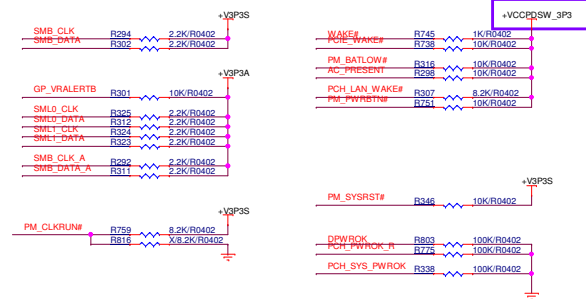 +V3P3S
SMB_CLK R294 2.2K/R0402
SMB_DATA R302 2.2K/R0402
+V3P3A
GP_VRALERTB R301 10K/R0402
SML0_CLK R325 2.2K/R0402
SML0_DATA R312 2.2K/R0402
SML1_CLK R324 2.2K/R0402
SML1_DATA R323 2.2K/R0402
SMB_CLK_A R292 2.2K/R0402
SMB_DATA_A R311 2.2K/R0402
+V3P3S
PM_CLKRUN# R759 8.2K/R0402
R816 X/8.2K/R0402
+VCCPDSW_3P3
WAKE# R745 1K/R0402
PCIE_WAKE# R738 10K/R0402
PM_BATLOW# R316 10K/R0402
AC_PRESENT R298 10K/R0402
PCH_LAN_WAKE# R307 8.2K/R0402
PM_PWRBTN# R751 10K/R0402
+V3P3S
PM_SYSRST# R346 10K/R0402
DPWROK R803 100K/R0402
PCH_PWROK_R R775 100K/R0402
PCH_SYS_PWROK R338 100K/R0402